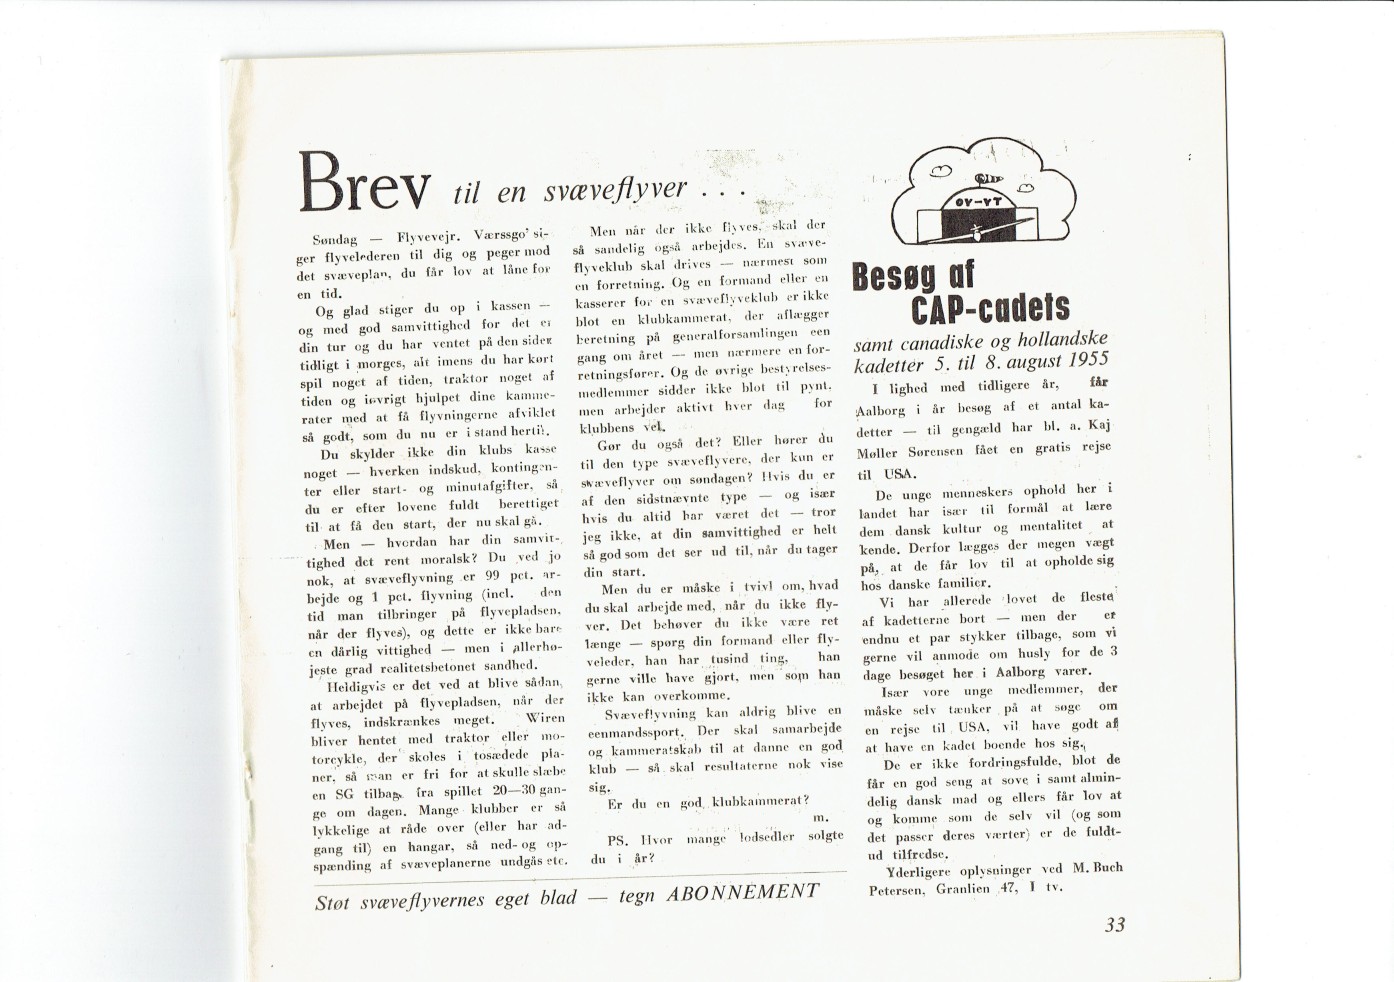 Brev til en svæveflyver . . .
Søndag — Flyvevejr. Værssgo' si-
ger flyvelederen til dig og peger mod
det svæveplan, du får lov at låne for
en tid.
Og glad stiger du op i kassen —
og med god samvittighed for det er
din tur og du har ventet på den siden
tidligt i morges, alt imens du har kørt
spil noget af tiden, traktor noget af
tiden og iøvrigt hjulpet dine kamme-
rater med at få flyvningerne afviklet
så godt, som du nu er i stand hertil.
Du skylder ikke din klubs kasse
noget — hverken indskud, kontingen-
ter eller start- og minutafgifter, så
du er efter lovene fuldt berettiget
til at få den start, der nu skal gå.
Men — hvordan har din samvit-
tighed det rent moralsk? Du ved jo
nok, at svæveflyvning er 99 pct. ar-
bejde og 1 pct. flyvning (incl. den
tid man tilbringer på flyvepladsen,
når der flyves), og dette er ikke bare
en dårlig vittighed — men i allerhø-
jeste grad realitetsbetonet sandhed.
Heldigvis er det ved at blive sådan,
at arbejdet på flyvepladsen, når der
flyves, indskrænkes meget. Wiren
bliver hentet med traktor eller mo-
torcykle, der skoles i tosædede pla-
ner, så man er fri for at skulle slæbe
en SG tilbage fra spillet 20—30 gan-
ge om dagen. Mange klubber er så
lykkelige at råde over (eller har ad-
gang til) en hangar, så ned- og op-
spænding af svæveplanerne undgås etc.
Men når der ikke flyves, skal der
så sandelig også arbejdes. En svæve-
flyveklub skal drives — nærmest som
en forretning. Og en formand eller en
kasserer for en svæveflyveklub er ikke
blot en klubkammerat, der aflægger
beretning på generalforsamlingen een
gang om året — men nærmere en for-
retningsfører. Og de øvrige bestyrelses-
medlemmer sidder ikke blot til pynt,
men arbejder aktivt hver dag for
klubbens vel.
Gør du også det? Eller hører du
til den type svæveflyvere, der kun er
svæveflyver om søndagen? Hvis du er
af den sidstnævnte type — og især
hvis du altid har været det — tror
jeg ikke, at din samvittighed er helt
så god som det ser ud til, når du tager
din start.
Men du er måske i tvivl om, hvad
du skal arbejde med, når du ikke fly-
ver. Det behøver du ikke være ret
længe — spørg din formand eller fly-
veleder, han har tusind ting, han
gerne ville have gjort, men som han
ikke kan overkomme.
Svæveflyvning kan aldrig blive en
eenmandssport. Der skal samarbejde
og kammeratskab til at danne en god
klub — så skal resultaterne nok vise
sig.
Er du en god klubkammerat?
m.
PS. Hvor mange lodsedler solgte
du i år?
Støt svæveflyvernes eget blad — tegn ABONNEMENT
OY-VT
Besøg af
CAP-cadets
samt canadiske og hollandske
kadetter 5. til 8. august 1955
I lighed med tidligere år, får
Aalborg i år besøg af et antal ka-
detter — til gengæld har bl. a. Kaj
Møller Sørensen fået en gratis rejse
til USA.
De unge menneskers ophold her i
landet har især til formål at lære
dem dansk kultur og mentalitet at
kende. Derfor lægges der megen vægt
på, at de får lov til at opholde sig
hos danske familier.
Vi har allerede lovet de fleste
af kadetterne bort — men der er
endnu et par stykker tilbage, som vi
gerne vil anmode om husly for de 3
dage besøget her i Aalborg varer.
Især vore unge medlemmer, der
måske selv tænker på at søge om
en rejse til USA, vil have godt af
at have en kadet boende hos sig.
De er ikke fordringsfulde, blot de
får en god seng at sove i samt almin-
delig dansk mad og ellers får lov at
og komme som de selv vil (og som
det passer deres værter) er de fuldt-
ud tilfredse.
Yderligere oplysninger ved M. Buch
Petersen, Granlien 47, I tv.
33